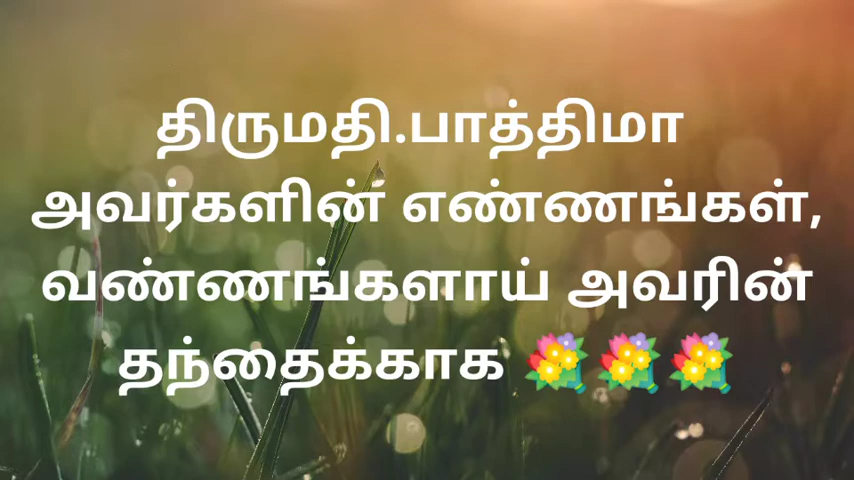 திருமதி.பாத்திமா
அவர்களின் எண்ணங்கள்,
வண்ணங்களாய் அவரின்
தந்தைக்காக 💐💐💐